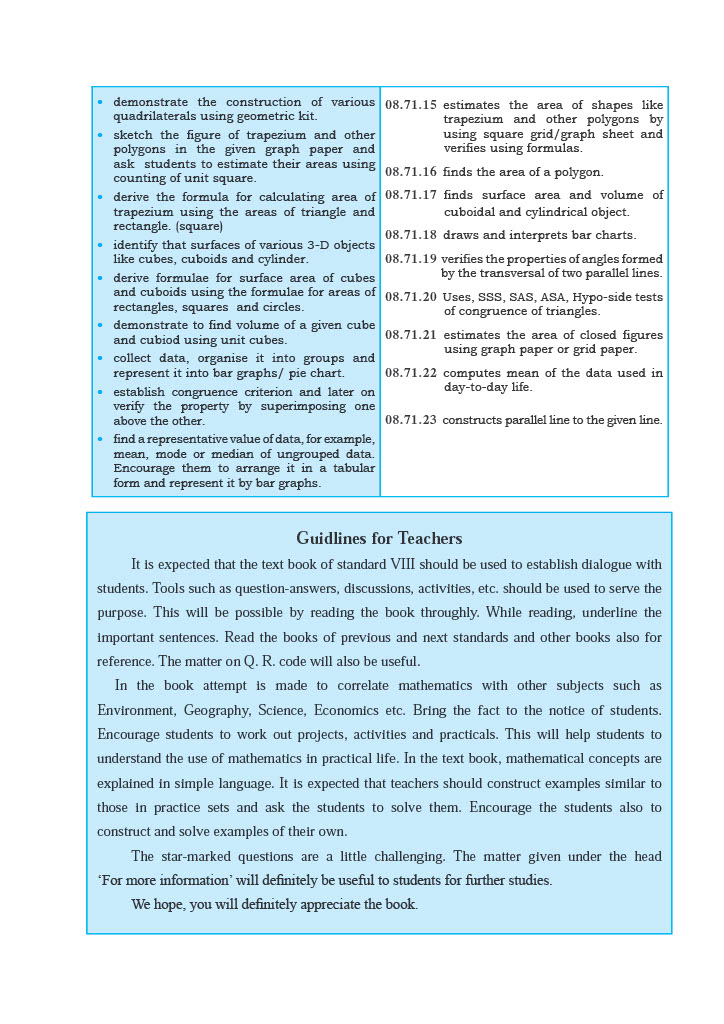 • demonstrate the construction of various
quadrilaterals using geometric kit.
• sketch the figure of trapezium and other
polygons in the given graph paper and
ask students to estimate their areas using
counting of unit square.
• derive the formula for calculating area of
trapezium using the areas of triangle and
rectangle. (square)
• identify that surfaces of various 3-D objects
like cubes, cuboids and cylinder.
• derive formulae for surface area of cubes
and cuboids using the formulae for areas of
rectangles, squares and circles.
• demonstrate to find volume of a given cube
and cubiod using unit cubes.
• collect data, organise it into groups and
represent it into bar graphs/ pie chart.
• establish congruence criterion and later on
verify the property by superimposing one
above the other.
• find a representative value of data, for example,
mean, mode or median of ungrouped data.
Encourage them to arrange it in a tabular
form and represent it by bar graphs.
08.71.15 estimates the area of shapes like
trapezium and other polygons by
using square grid/graph sheet and
verifies using formulas.
08.71.16 finds the area of a polygon.
08.71.17 finds surface area and volume of
cuboidal and cylindrical object.
08.71.18 draws and interprets bar charts.
08.71.19 verifies the properties of angles formed
by the transversal of two parallel lines.
08.71.20 Uses, SSS, SAS, ASA, Hypo-side tests
of congruence of triangles.
08.71.21 estimates the area of closed figures
using graph paper or grid paper.
08.71.22 computes mean of the data used in
day-to-day life.
08.71.23 constructs parallel line to the given line.
Guidlines for Teachers
It is expected that the text book of standard VIII should be used to establish dialogue with
students. Tools such as question-answers, discussions, activities, etc. should be used to serve the
purpose. This will be possible by reading the book throughly. While reading, underline the
important sentences. Read the books of previous and next standards and other books also for
reference. The matter on Q. R. code will also be useful.
In the book attempt is made to correlate mathematics with other subjects such as
Environment, Geography, Science, Economics etc. Bring the fact to the notice of students.
Encourage students to work out projects, activities and practicals. This will help students to
understand the use of mathematics in practical life. In the text book, mathematical concepts are
explained in simple language. It is expected that teachers should construct examples similar to
those in practice sets and ask the students to solve them. Encourage the students also to
construct and solve examples of their own.
The star-marked questions are a little challenging. The matter given under the head
‘For more information’ will definitely be useful to students for further studies.
We hope, you will definitely appreciate the book.